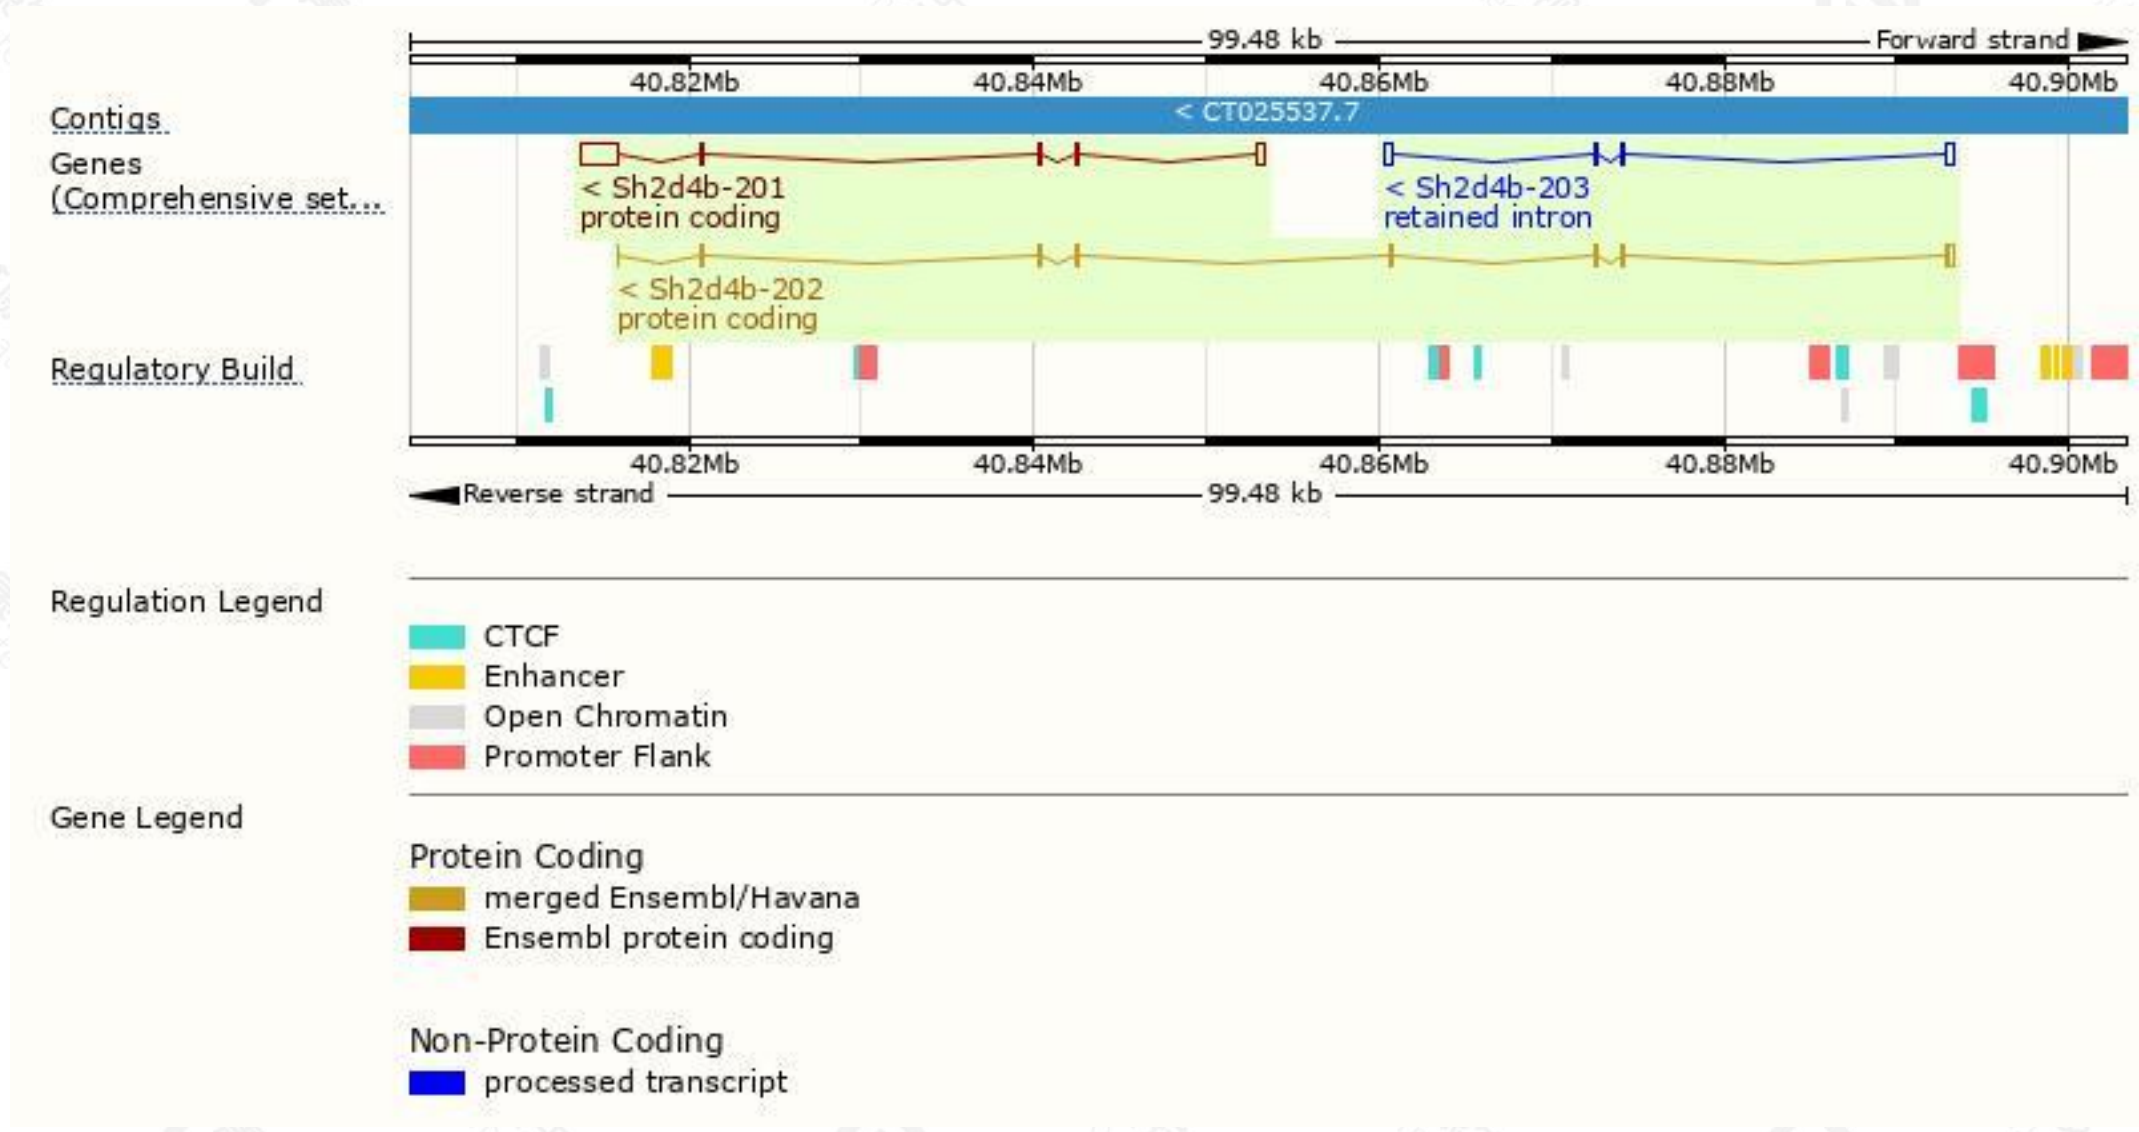 99.48 kb Forward strand
40.82Mb 40.84Mb 40.86Mb 40.88Mb 40.90Mb
Contigs < CT025537.7
Genes
(Comprehensive set...
< Sh2d4b-201 < Sh2d4b-203
protein coding retained intron
< Sh2d4b-202
protein coding
Regulatory Build
40.82Mb 40.84Mb 40.86Mb 40.88Mb 40.90Mb
Reverse strand 99.48 kb
Regulation Legend
CTCF
Enhancer
Open Chromatin
Promoter Flank
Gene Legend
Protein Coding
merged Ensembl/Havana
Ensembl protein coding
Non-Protein Coding
processed transcript